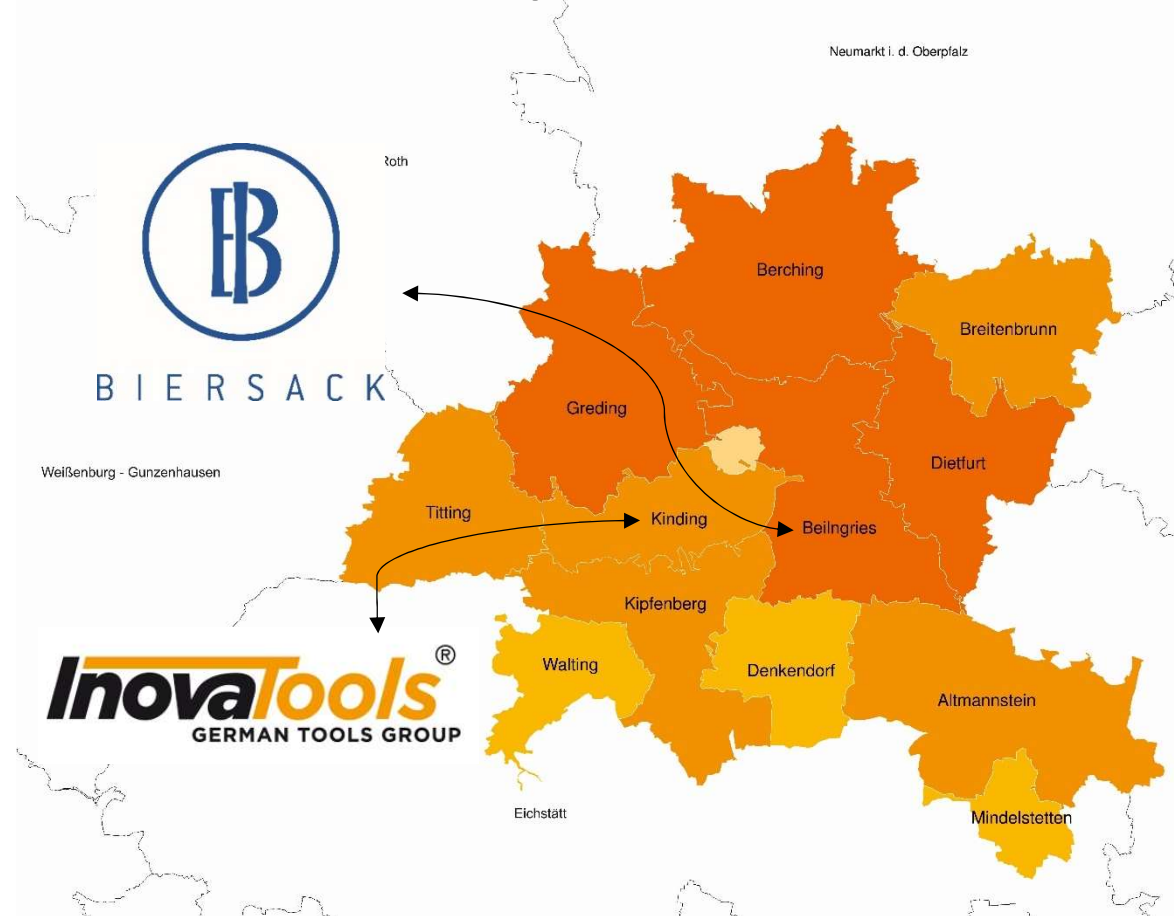 Neumarkt i. d. Oberpfalz
Roth
EB
BIERSACK
Berching
Breitenbrunn
Greding
Dietfurt
Weißenburg - Gunzenhausen
Titting
Kinding
Beilngries
Kipfenberg
InovaTools®
GERMAN TOOLS GROUP
Walting
Denkendorf
Altmannstein
Eichstätt
Mindelstetten